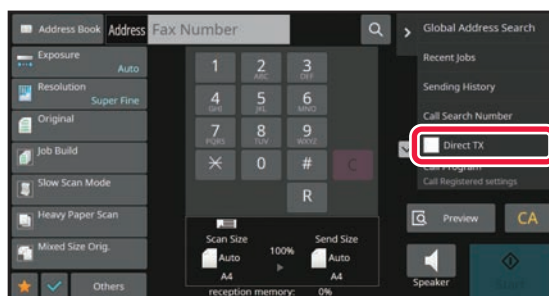 Address Book
Address
Fax Number
Exposure
Auto
Resolution
Super Fine
Original
Job Build
Slow Scan Mode
Heavy Paper Scan
Mixed Size Orig.
Others
1
2
ABC
3
DEF
4
GHI
5
JKL
6
MNO
7
PQRS
8
TUV
9
WXYZ
0
#
C
R
Scan Size
Auto
A4
100%
Send Size
Auto
A4
reception memory: 0%
Global Address Search
Recent Jobs
Sending History
Call Search Number
Direct TX
Call Program
Call Registered settings
Preview
CA
Speaker
Start